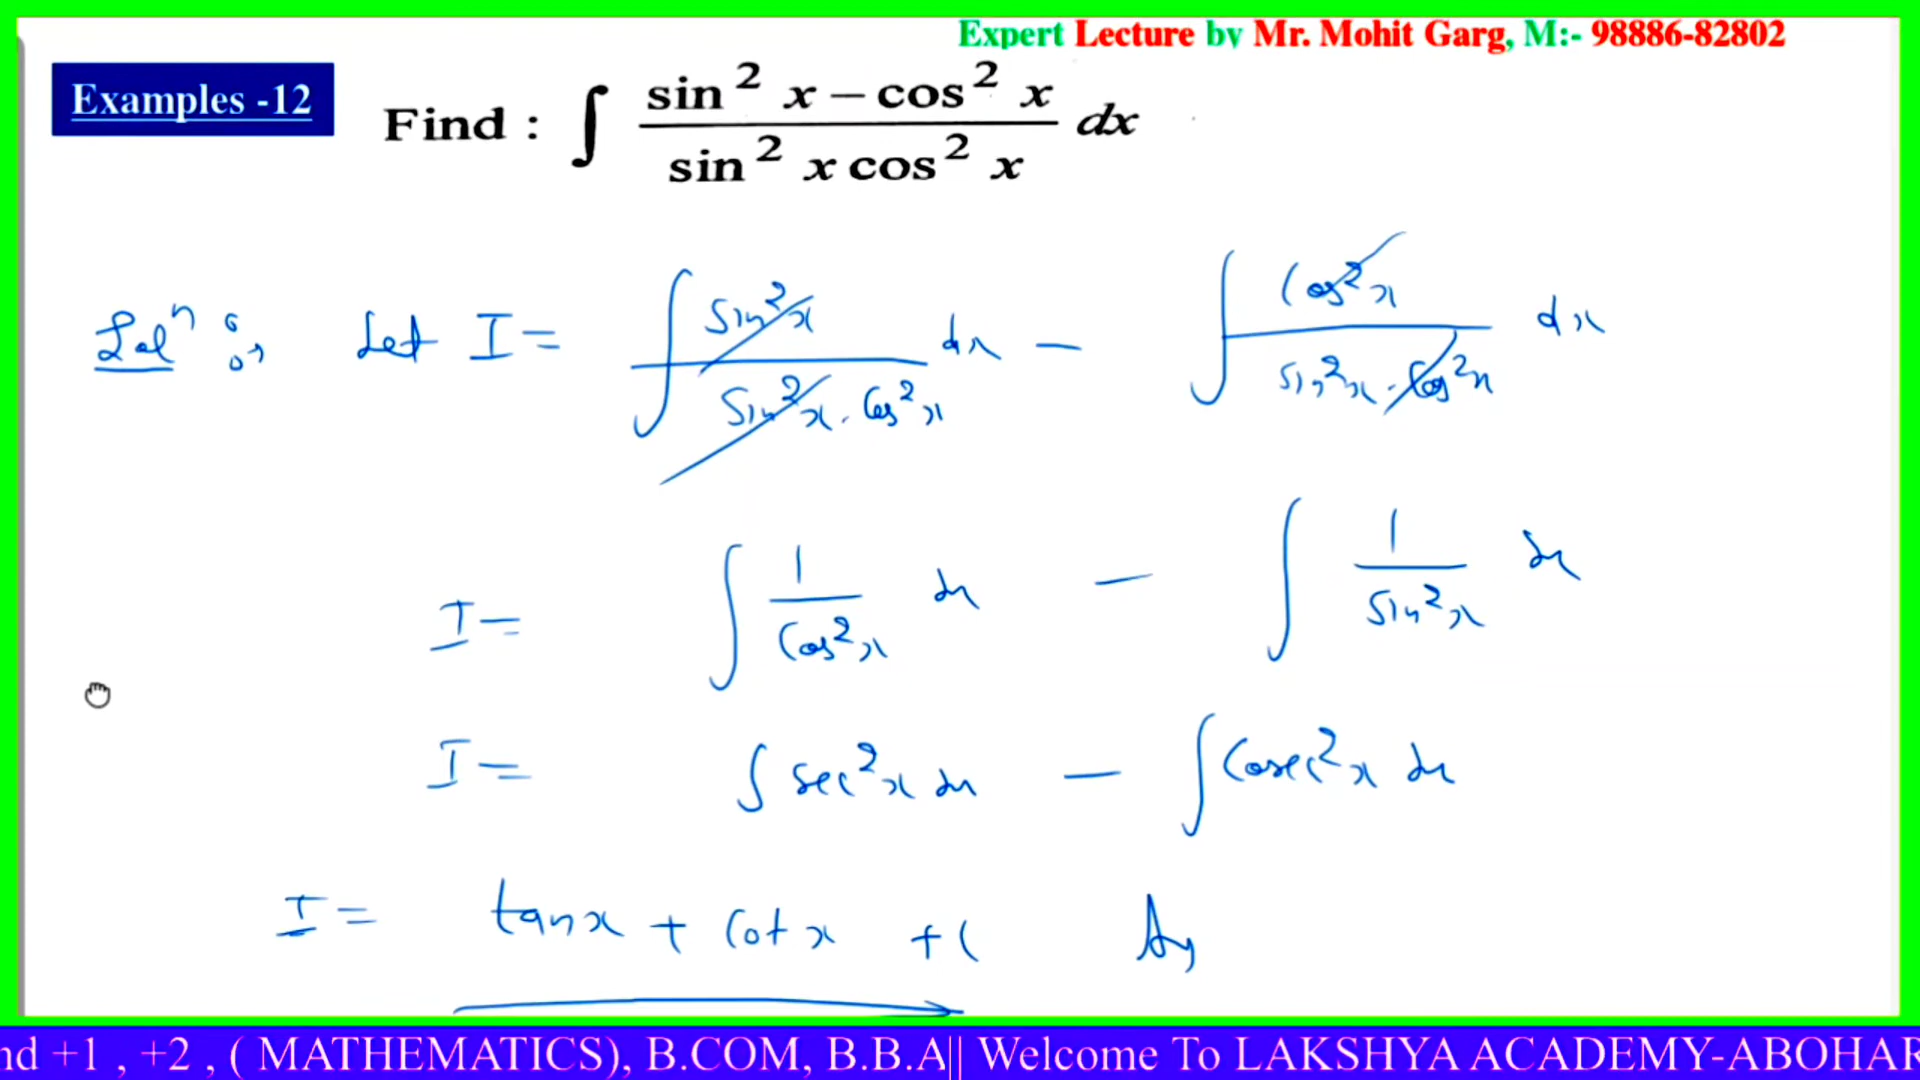 Expert Lecture by Mr. Mohit Garg, M:- 98886-82802
Examples -12
Find : ∫ (sin² x – cos² x) / (sin² x cos² x) dx
Solⁿ :→ Let I = ∫ Sin²x / (Sin²x . Cos²x) dx – ∫ Cos²x / (Sin²x . Cos²x) dx
I = ∫ 1 / Cos²x dx – ∫ 1 / Sin²x dx
I = ∫ sec²x dx – ∫ Cosec²x dx
I = tanx + Cotx + C Ans
nd +1 , +2 , ( MATHEMATICS), B.COM, B.B.A|| Welcome To LAKSHYA ACADEMY-ABOHAR